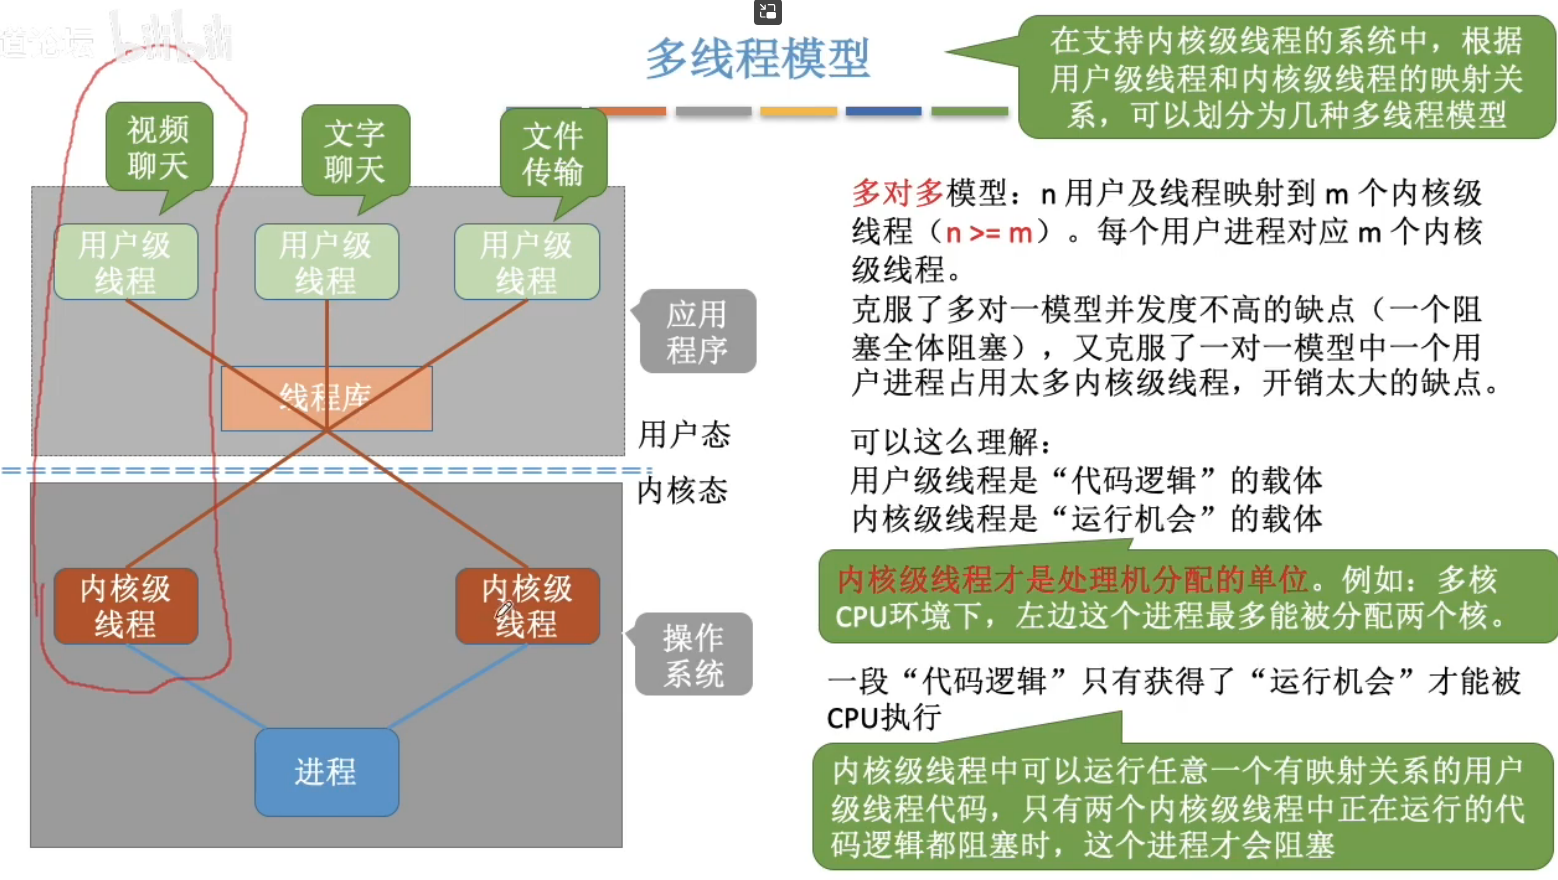 道论坛 bilibili
多线程模型
在支持内核级线程的系统中，根据
用户级线程和内核级线程的映射关
系，可以划分为几种多线程模型
视频
聊天
文字
聊天
文件
传输
用户级
线程
用户级
线程
用户级
线程
应用
程序
线程库
用户态
内核态
内核级
线程
内核级
线程
操作
系统
进程
多对多模型：n 用户及线程映射到 m 个内核级
线程（n >= m）。每个用户进程对应 m 个内核
级线程。
克服了多对一模型并发度不高的缺点（一个阻
塞全体阻塞），又克服了一对一模型中一个用
户进程占用太多内核级线程，开销太大的缺点。
可以这么理解：
用户级线程是“代码逻辑”的载体
内核级线程是“运行机会”的载体
内核级线程才是处理机分配的单位。例如：多核
CPU环境下，左边这个进程最多能被分配两个核。
一段“代码逻辑”只有获得了“运行机会”才能被
CPU执行
内核级线程中可以运行任意一个有映射关系的用户
级线程代码，只有两个内核级线程中正在运行的代
码逻辑都阻塞时，这个进程才会阻塞